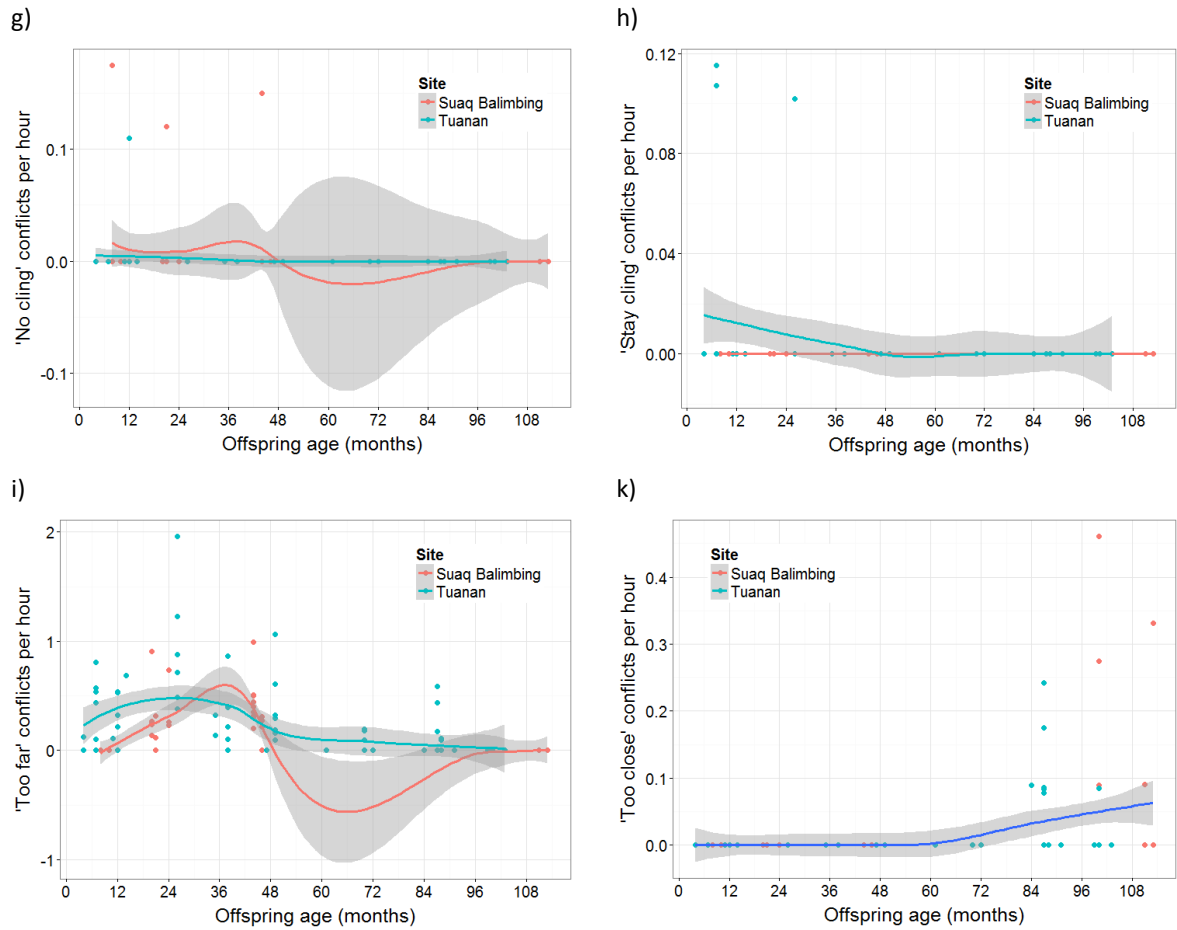 g)
'No cling' conflicts per hour
0.1
0.0
-0.1
Site
Suaq Balimbing
Tuanan
0 12 24 36 48 60 72 84 96 108
Offspring age (months)
h)
'Stay cling' conflicts per hour
0.12
0.08
0.04
0.00
Site
Suaq Balimbing
Tuanan
0 12 24 36 48 60 72 84 96 108
Offspring age (months)
i)
'Too far' conflicts per hour
2
1
0
-1
Site
Suaq Balimbing
Tuanan
0 12 24 36 48 60 72 84 96 108
Offspring age (months)
k)
'Too close' conflicts per hour
0.4
0.3
0.2
0.1
0.0
Site
Suaq Balimbing
Tuanan
0 12 24 36 48 60 72 84 96 108
Offspring age (months)